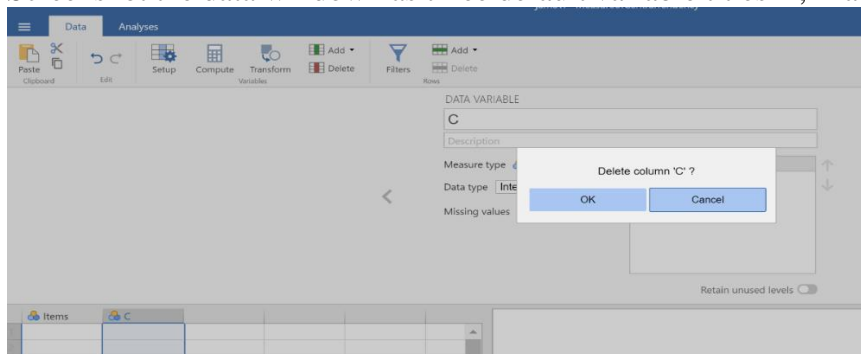 Data Analyses
Paste
Clipboard
Edit
Setup
Compute
Transform
Add
Delete
Variables
Filters
Add
Delete
Rows
DATA VARIABLE
C
Description
Measure type
Data type Inte
Missing values
Delete column 'C' ?
OK Cancel
Retain unused levels
Items C